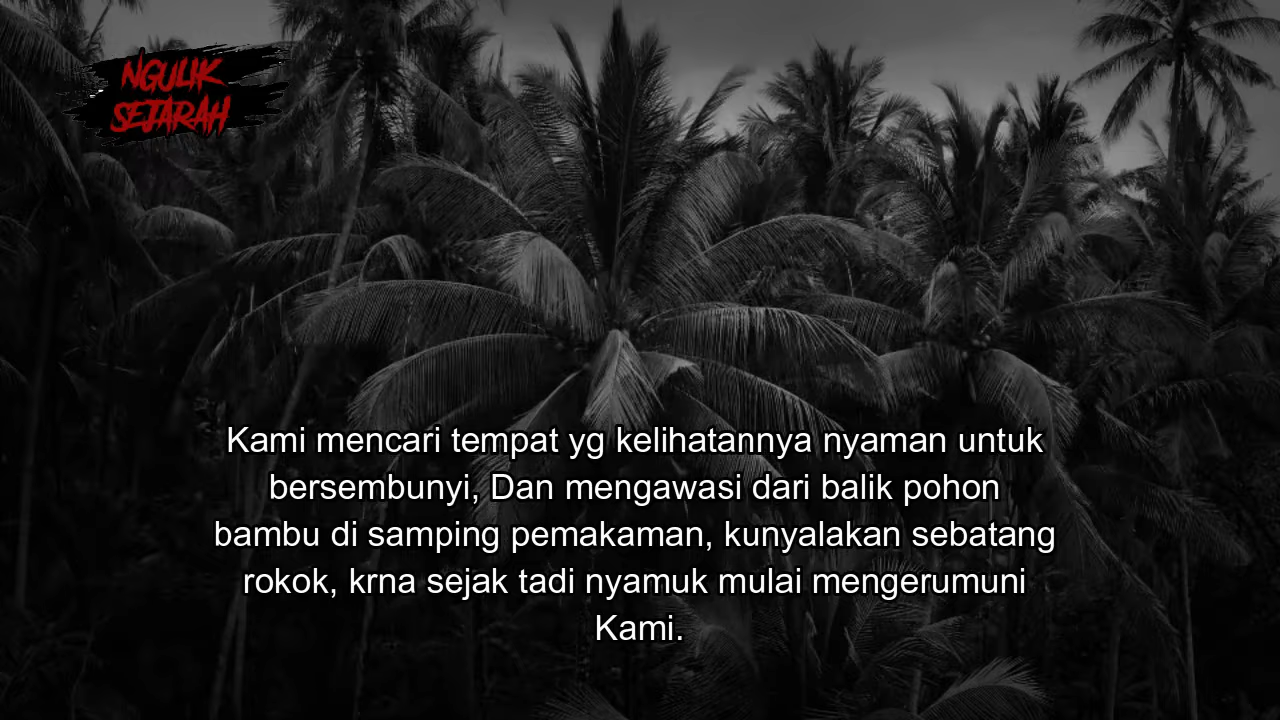 NGULIK
SEJARAH
Kami mencari tempat yg kelihatannya nyaman untuk
bersembunyi, Dan mengawasi dari balik pohon
bambu di samping pemakaman, kunyalakan sebatang
rokok, krna sejak tadi nyamuk mulai mengerumuni
Kami.